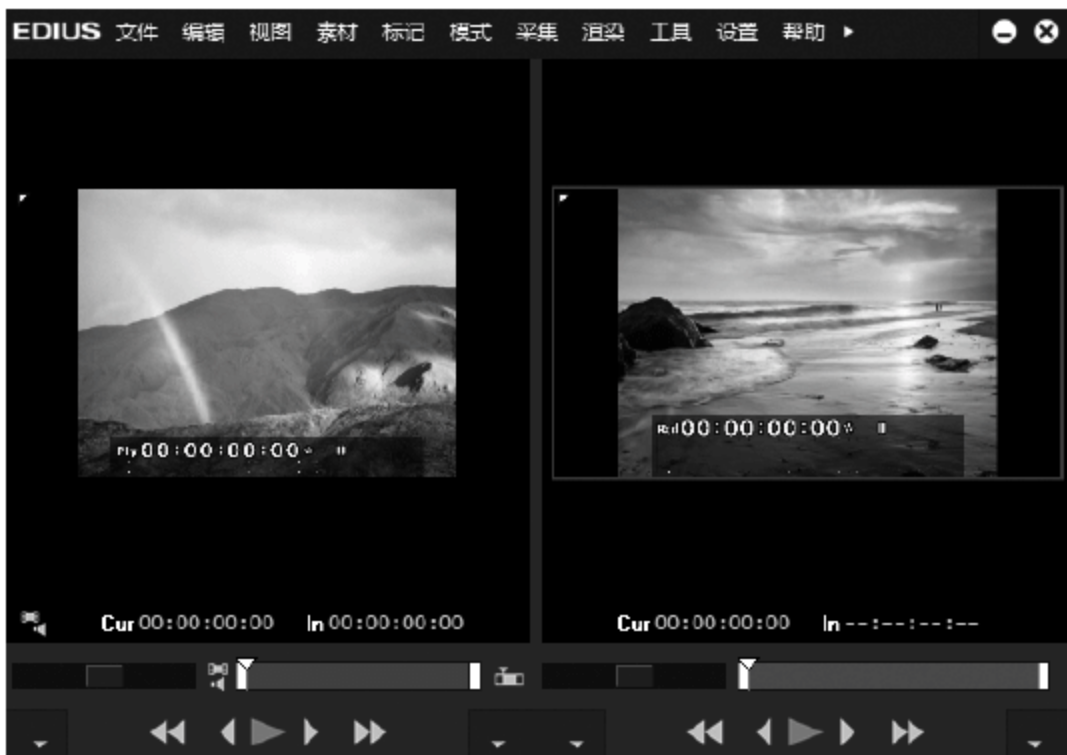 EDIUS 文件 编辑 视图 素材 标记 模式 采集 渲染 工具 设置 帮助
Ply 00:00:00:00
Rcd 00:00:00:00
Cur 00:00:00:00 In 00:00:00:00
Cur 00:00:00:00 In --:--:--:--